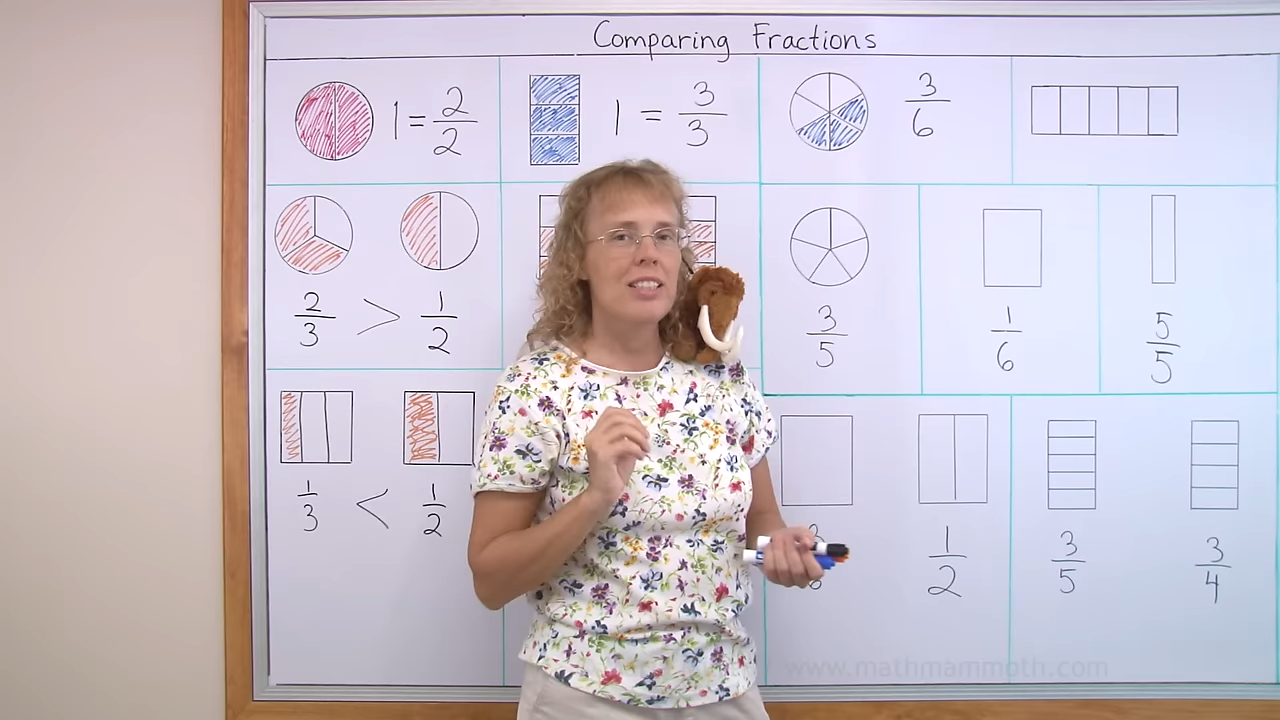 Comparing Fractions
1 = 2/2
1 = 3/3
3/6
2/3 > 1/2
3/5
1/6
5/5
1/3 < 1/2
1/2
3/5
3/4
www.mathmammoth.com